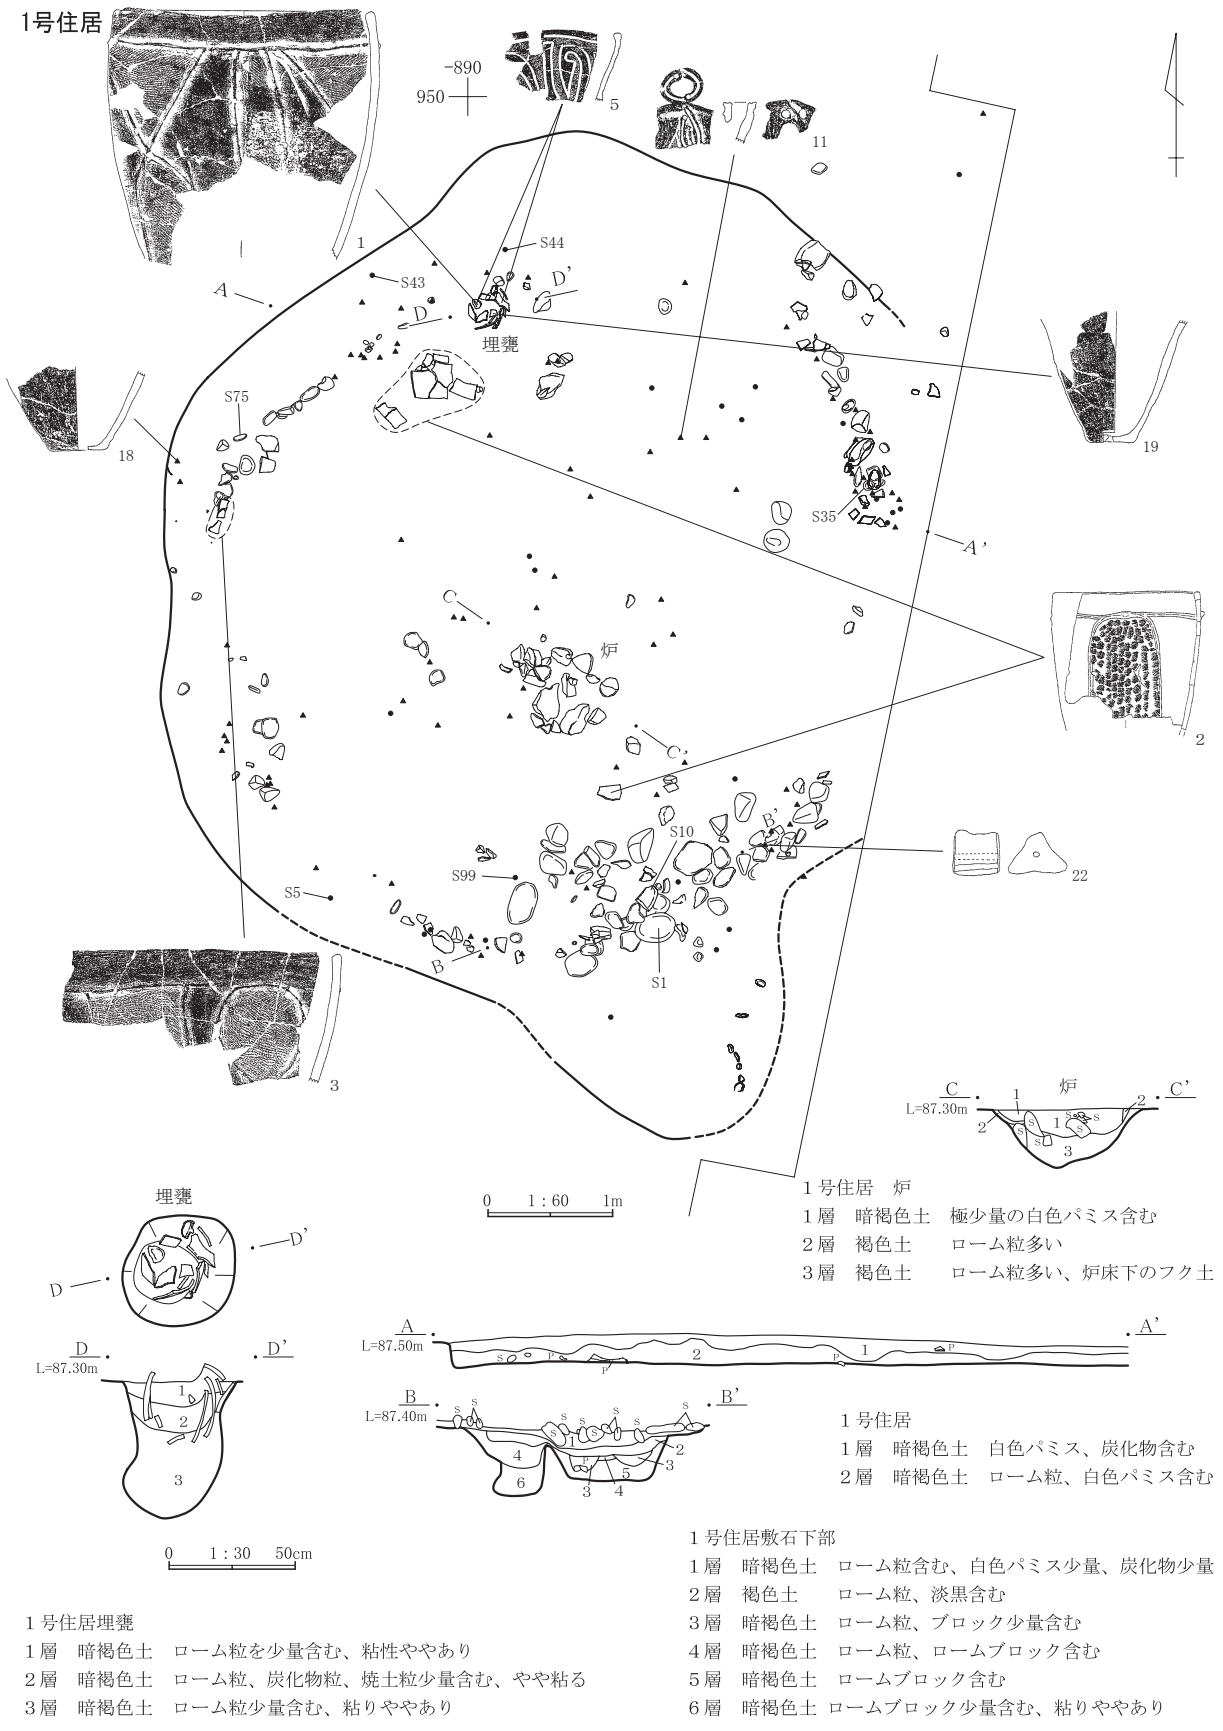 1号住居
-890
950
5
11
1
S44
S43
A
D'
D
埋甕
19
18
S75
S35
A'
C
炉
C'
2
B'
S10
22
S99
S5
B
S1
3
C 炉 C'
L=87.30m
1
2
2
S
S
S
S
S
S
1
3
0 1:60 1m
1号住居 炉
1層 暗褐色土 極少量の白色パミス含む
2層 褐色土 ローム粒多い
3層 褐色土 ローム粒多い、炉床下のフク土
埋甕
D
D'
D D'
L=87.30m
1
2
3
0 1:30 50cm
A A'
L=87.50m
S
P
P
2
P
1
P
B B'
L=87.40m
S
S
S
S
S
S
S
S
S
1
2
3
4
6
P
5
3
4
1号住居
1層 暗褐色土 白色パミス、炭化物含む
2層 暗褐色土 ローム粒、白色パミス含む
1号住居敷石下部
1層 暗褐色土 ローム粒含む、白色パミス少量、炭化物少量
2層 褐色土 ローム粒、淡黒含む
3層 暗褐色土 ローム粒、ブロック少量含む
4層 暗褐色土 ローム粒、ロームブロック含む
5層 暗褐色土 ロームブロック含む
6層 暗褐色土 ロームブロック少量含む、粘りややあり
1号住居埋甕
1層 暗褐色土 ローム粒を少量含む、粘性ややあり
2層 暗褐色土 ローム粒、炭化物粒、焼土粒少量含む、やや粘る
3層 暗褐色土 ローム粒少量含む、粘りややあり